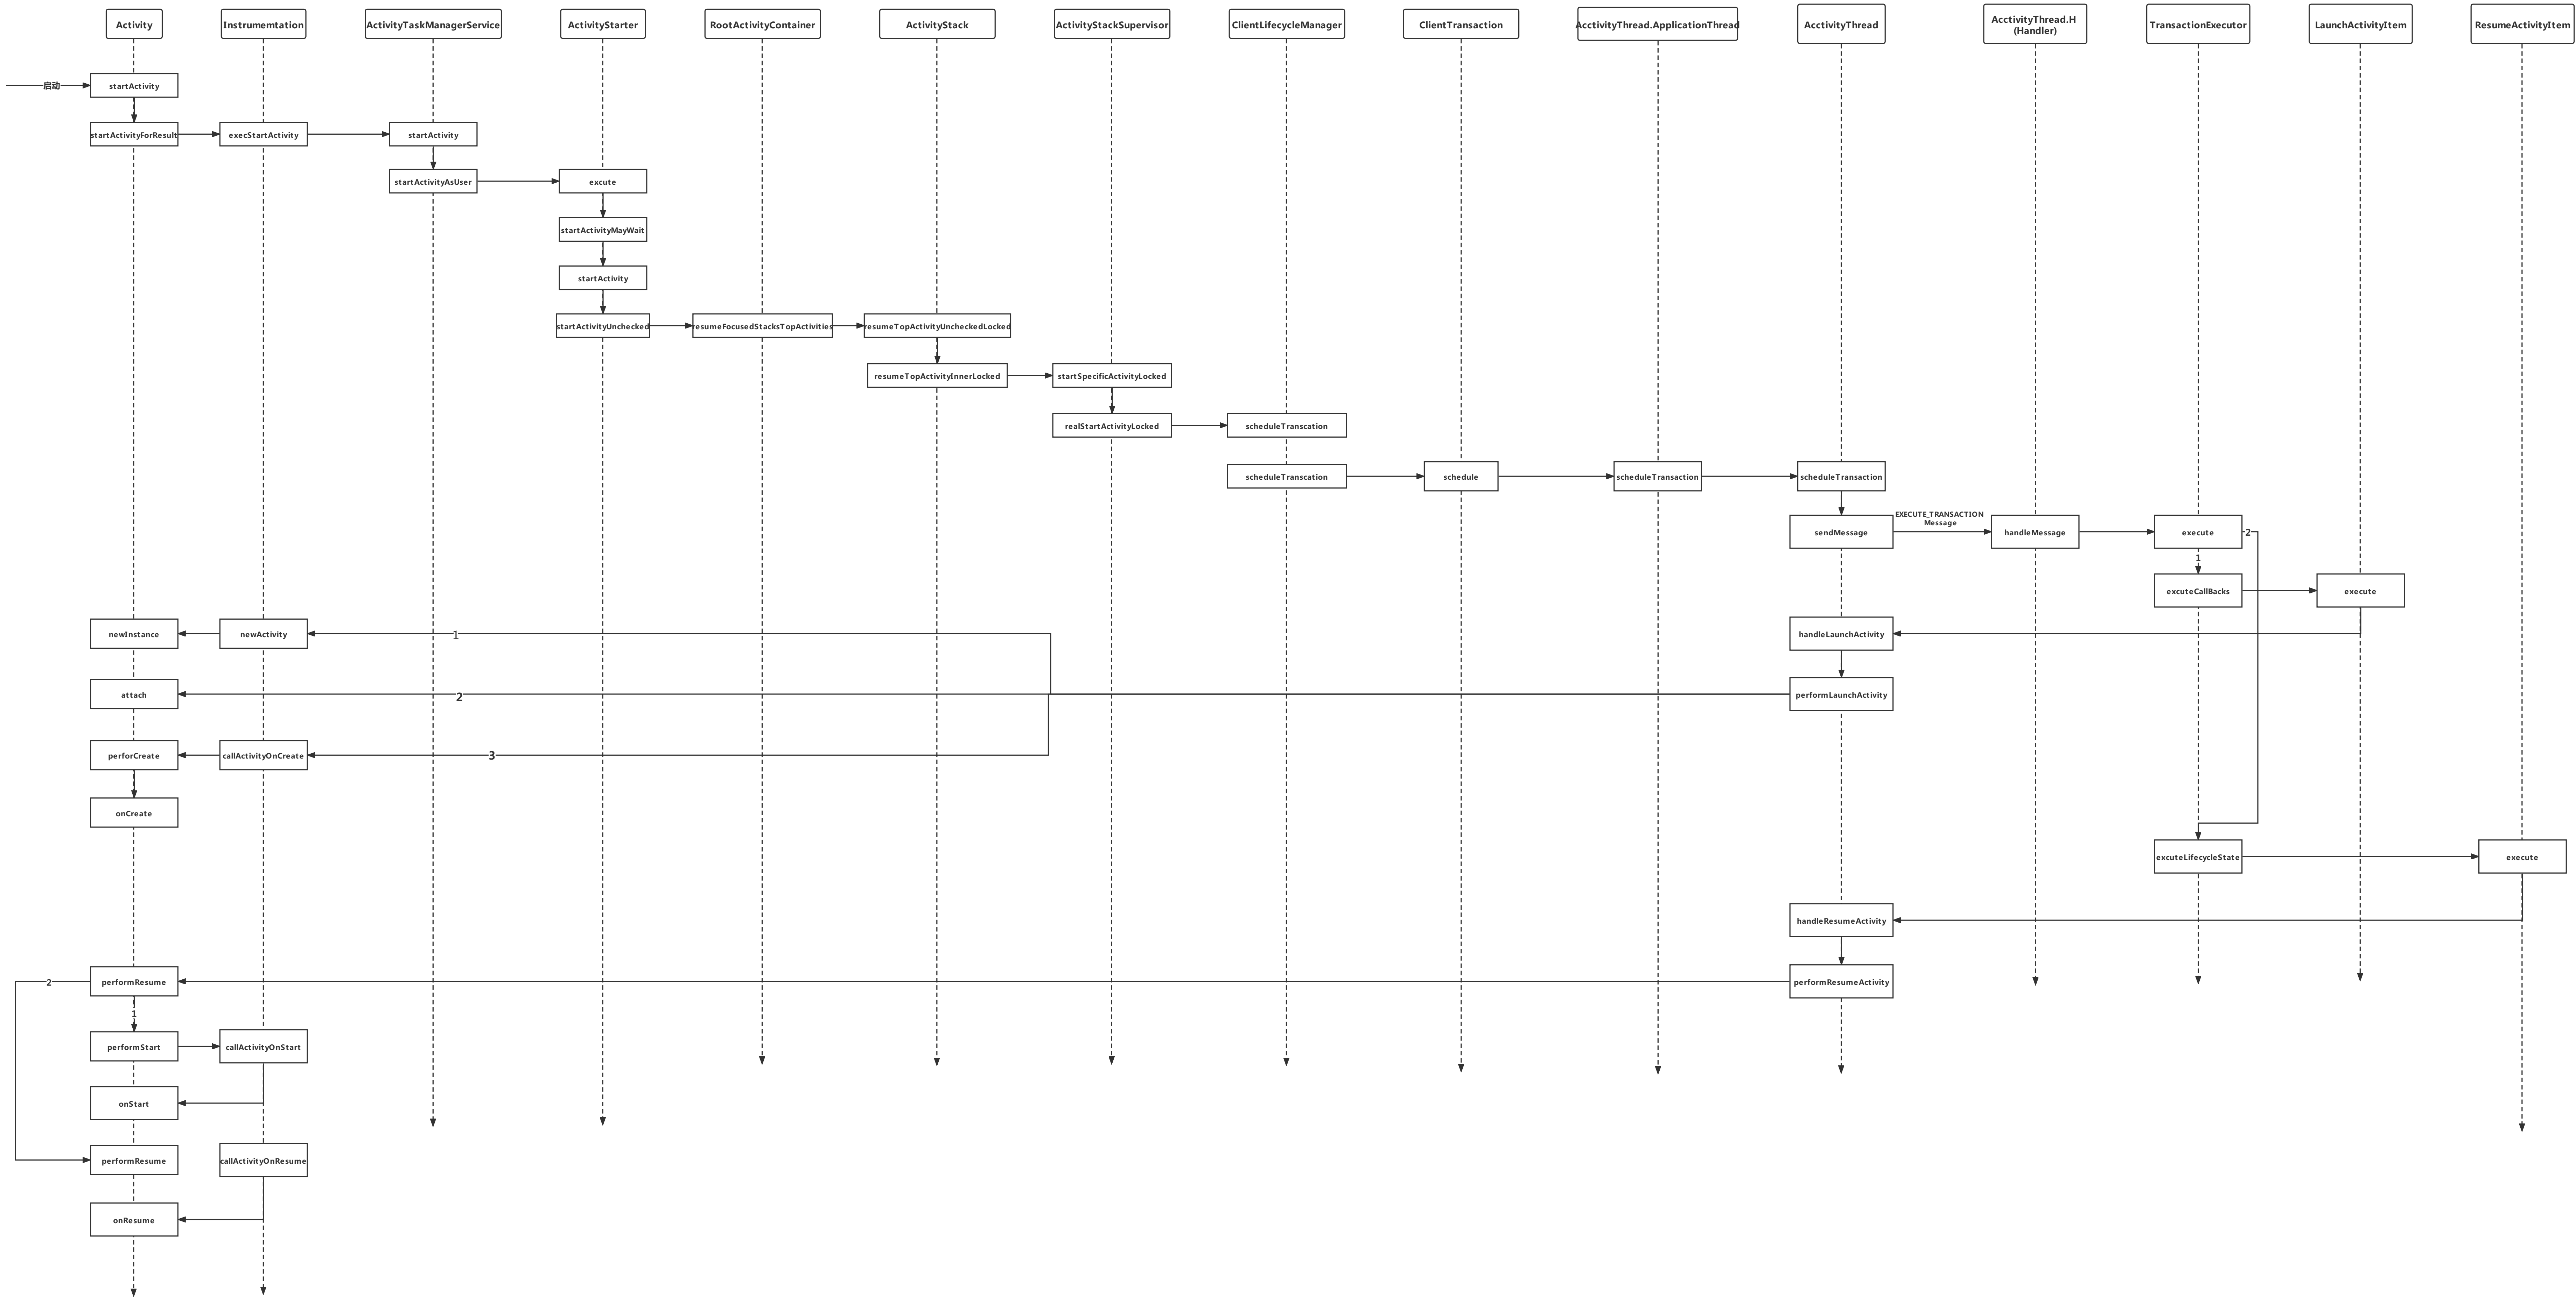 Activity
Instrumemtation
ActivityTaskManagerService
ActivityStarter
RootActivityContainer
ActivityStack
ActivityStackSupervisor
ClientLifecycleManager
ClientTransaction
AcctivityThread.ApplicationThread
AcctivityThread
AcctivityThread.H
(Handler)
TransactionExecutor
LaunchActivityItem
ResumeActivityItem
启动
startActivity
startActivityForResult
execStartActivity
startActivity
startActivityAsUser
excute
startActivityMayWait
startActivity
startActivityUnchecked
resumeFocusedStacksTopActivities
resumeTopActivityUncheckedLocked
resumeTopActivityInnerLocked
startSpecificActivityLocked
realStartActivityLocked
scheduleTranscation
scheduleTranscation
schedule
scheduleTransaction
scheduleTransaction
sendMessage
EXECUTE_TRANSACTION
Message
handleMessage
execute
2
1
excuteCallBacks
execute
newInstance
newActivity
1
handleLaunchActivity
attach
2
performLaunchActivity
perforCreate
callActivityOnCreate
3
onCreate
excuteLifecycleState
execute
handleResumeActivity
2
performResume
performResumeActivity
1
performStart
callActivityOnStart
onStart
performResume
callActivityOnResume
onResume